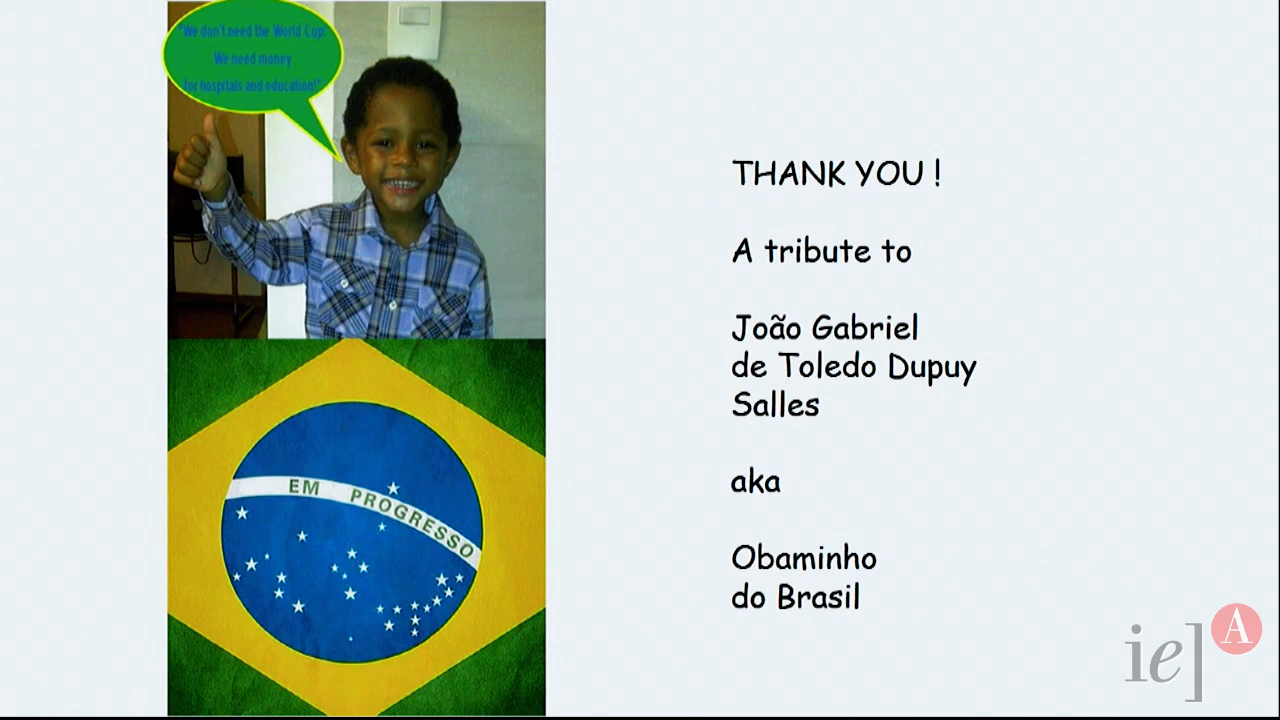 "We don't need the World Cup!
We need money
for hospitals and education!"
EM PROGRESSO
THANK YOU !
A tribute to
João Gabriel
de Toledo Dupuy
Salles
aka
Obaminho
do Brasil
ie] A